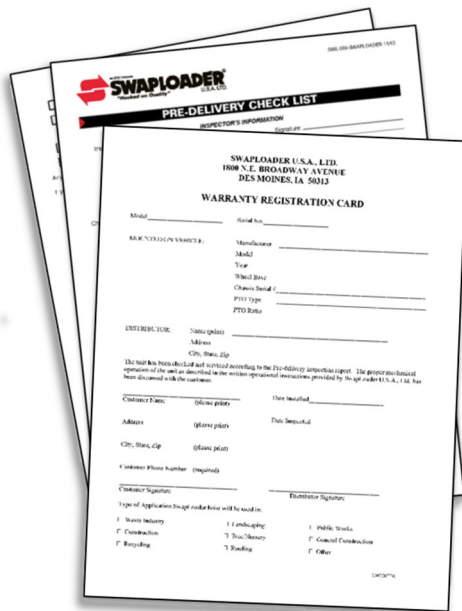 SWAPLOADER
U.S.A. LTD.
"Hooked on Quality"
PRE-DELIVERY CHECK LIST
INSPECTOR'S INFORMATION
Signature:
SWAPLOADER U.S.A., LTD.
1800 N.E. BROADWAY AVENUE
DES MOINES, IA 50313
WARRANTY REGISTRATION CARD
Model Serial No.
MOUNTED ON VEHICLE: Manufacturer
Model
Year
Wheel Base
Chassis Serial #
PTO Type
PTO Ratio
DISTRIBUTOR: Name (print)
Address
City, State, Zip
The unit has been checked and serviced according to the Pre-delivery inspection report. The proper mechanical
operation of the unit as described in the written operational instructions provided by SwapLoader U.S.A., Ltd. has
been discussed with the customer.
Customer Name (please print) Date Installed
Address (please print) Date Inspected
City, State, Zip (please print)
Customer Phone Number (required)
Customer Signature Distributor Signature
Type of Application SwapLoader hoist will be used in:
Waste Industry Landscaping Public Works
Construction Tree/Nursery General Construction
Recycling Roofing Other